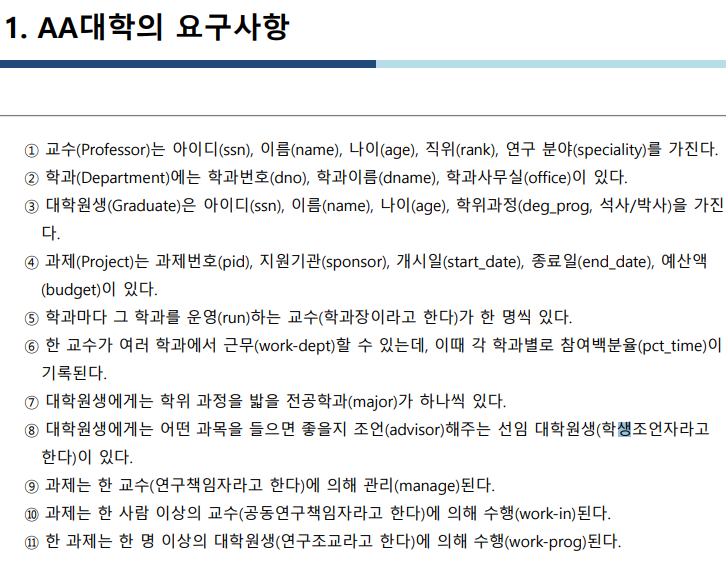 1. AA대학의 요구사항
① 교수(Professor)는 아이디(ssn), 이름(name), 나이(age), 직위(rank), 연구 분야(speciality)를 가진다.
② 학과(Department)에는 학과번호(dno), 학과이름(dname), 학과사무실(office)이 있다.
③ 대학원생(Graduate)은 아이디(ssn), 이름(name), 나이(age), 학위과정(deg_prog, 석사/박사)을 가진
다.
④ 과제(Project)는 과제번호(pid), 지원기관(sponsor), 개시일(start_date), 종료일(end_date), 예산액
(budget)이 있다.
⑤ 학과마다 그 학과를 운영(run)하는 교수(학과장이라고 한다)가 한 명씩 있다.
⑥ 한 교수가 여러 학과에서 근무(work-dept)할 수 있는데, 이때 각 학과별로 참여백분율(pct_time)이
기록된다.
⑦ 대학원생에게는 학위 과정을 밟을 전공학과(major)가 하나씩 있다.
⑧ 대학원생에게는 어떤 과목을 들으면 좋을지 조언(advisor)해주는 선임 대학원생(학생조언자라고
한다)이 있다.
⑨ 과제는 한 교수(연구책임자라고 한다)에 의해 관리(manage)된다.
⑩ 과제는 한 사람 이상의 교수(공동연구책임자라고 한다)에 의해 수행(work-in)된다.
⑪ 한 과제는 한 명 이상의 대학원생(연구조교라고 한다)에 의해 수행(work-prog)된다.